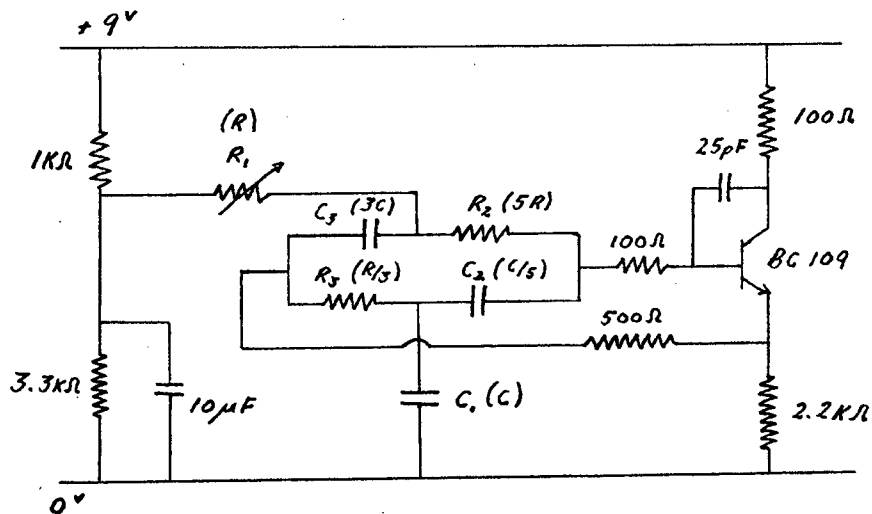 + 9ᵛ
(R)
R₁
1KΩ
100Ω
25pF
C₃ (3C)
R₂ (5R)
R₃ (R/3)
C₂ (C/5)
100Ω
BC 109
500Ω
3.3KΩ
10µF
C₁ (C)
2.2KΩ
0ᵛ